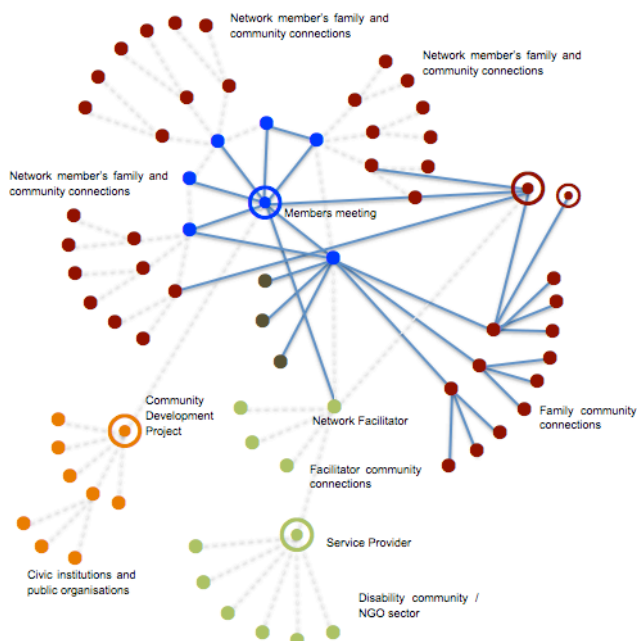 Network member's family and
community connections
Network member's family and
community connections
Network member's family and
community connections
Members meeting
Community
Development
Project
Network Facilitator
Family community
connections
Facilitator community
connections
Service Provider
Civic institutions and
public organisations
Disability community /
NGO sector